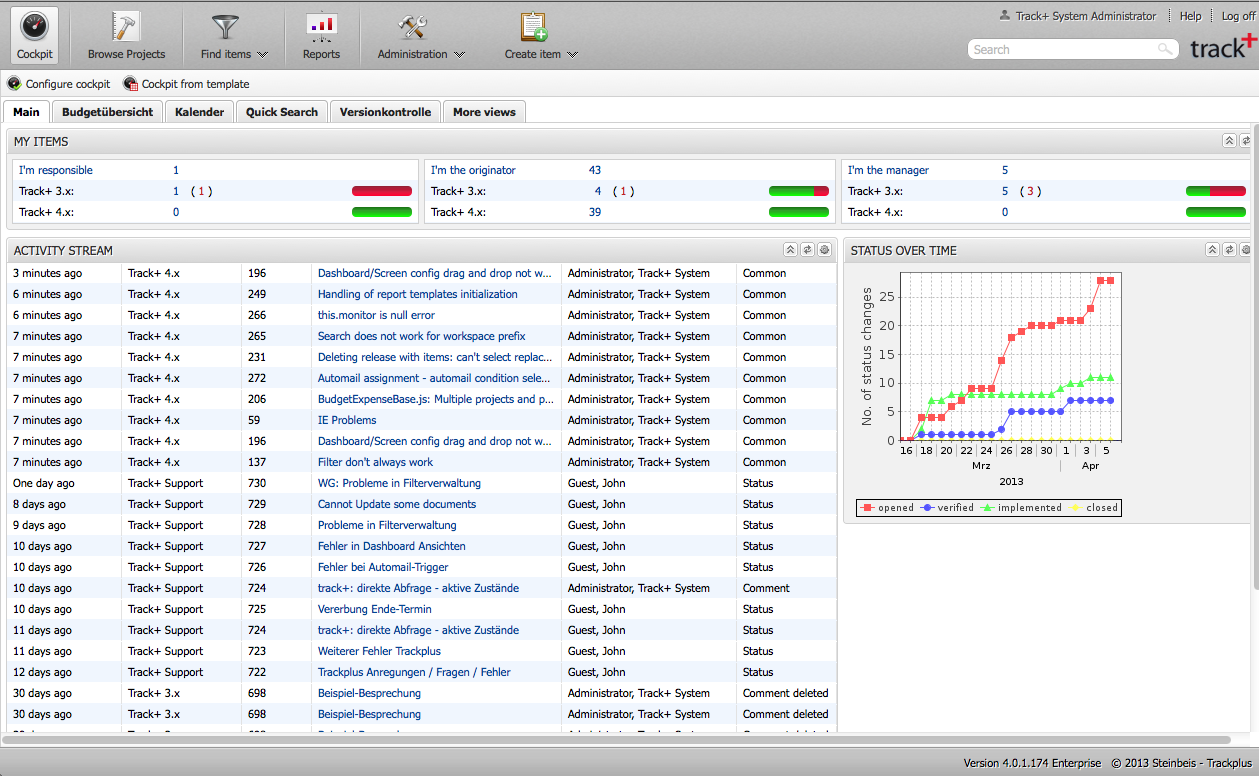 Track+ System Administrator Help Log off
Cockpit Browse Projects Find items Reports Administration Create item
Search track+
Configure cockpit Cockpit from template
Main Budgetübersicht Kalender Quick Search Versionkontrolle More views
MY ITEMS
I'm responsible 1 I'm the originator 43 I'm the manager 5
Track+ 3.x: 1 ( 1 ) Track+ 3.x: 4 ( 1 ) Track+ 3.x: 5 ( 3 )
Track+ 4.x: 0 Track+ 4.x: 39 Track+ 4.x: 0
ACTIVITY STREAM
3 minutes ago Track+ 4.x 196 Dashboard/Screen config drag and drop not w... Administrator, Track+ System Common
6 minutes ago Track+ 4.x 249 Handling of report templates initialization Administrator, Track+ System Common
6 minutes ago Track+ 4.x 266 this.monitor is null error Administrator, Track+ System Common
7 minutes ago Track+ 4.x 265 Search does not work for workspace prefix Administrator, Track+ System Common
7 minutes ago Track+ 4.x 231 Deleting release with items: can't select replac... Administrator, Track+ System Common
7 minutes ago Track+ 4.x 272 Automail assignment - automail condition sele... Administrator, Track+ System Common
7 minutes ago Track+ 4.x 206 BudgetExpenseBase.js: Multiple projects and p... Administrator, Track+ System Common
7 minutes ago Track+ 4.x 59 IE Problems Administrator, Track+ System Common
7 minutes ago Track+ 4.x 196 Dashboard/Screen config drag and drop not w... Administrator, Track+ System Common
7 minutes ago Track+ 4.x 137 Filter don't always work Administrator, Track+ System Common
One day ago Track+ Support 730 WG: Probleme in Filterverwaltung Guest, John Status
8 days ago Track+ Support 729 Cannot Update some documents Guest, John Status
9 days ago Track+ Support 728 Probleme in Filterverwaltung Guest, John Status
10 days ago Track+ Support 727 Fehler in Dashboard Ansichten Guest, John Status
10 days ago Track+ Support 726 Fehler bei Automail-Trigger Guest, John Status
10 days ago Track+ Support 724 track+: direkte Abfrage - aktive Zustände Administrator, Track+ System Comment
10 days ago Track+ Support 725 Vererbung Ende-Termin Guest, John Status
11 days ago Track+ Support 724 track+: direkte Abfrage - aktive Zustände Guest, John Status
11 days ago Track+ Support 723 Weiterer Fehler Trackplus Guest, John Status
12 days ago Track+ Support 722 Trackplus Anregungen / Fragen / Fehler Guest, John Status
30 days ago Track+ 3.x 698 Beispiel-Besprechung Administrator, Track+ System Comment deleted
30 days ago Track+ 3.x 698 Beispiel-Besprechung Administrator, Track+ System Comment deleted
STATUS OVER TIME
No. of status changes
25
20
15
10
5
0
16 18 20 22 24 26 28 30 1 3 5
Mrz Apr
2013
opened verified implemented closed
Version 4.0.1.174 Enterprise © 2013 Steinbeis - Trackplus